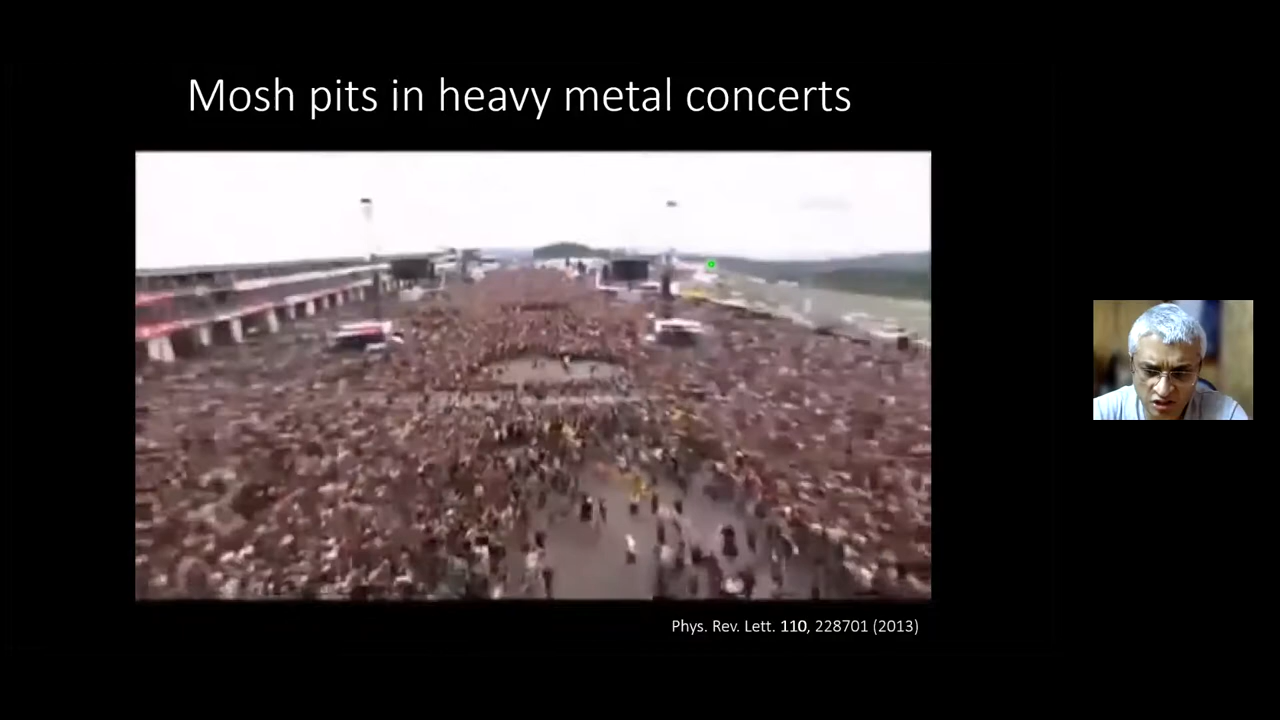 Mosh pits in heavy metal concerts
Phys. Rev. Lett. 110, 228701 (2013)